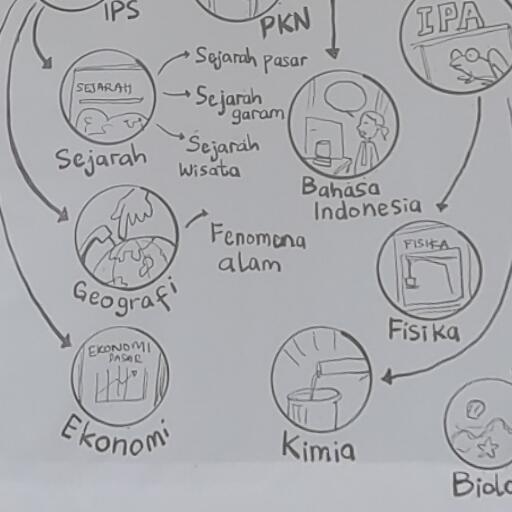 IPS
PKN
IPA
SEJARAH
Sejarah
Sejarah pasar
Sejarah
garam
Sejarah
Wisata
Bahasa
Indonesia
Geografi
Fenomena
alam
FISIKA
Fisika
EKONOMI
PASAR
Ekonomi
Kimia
Biolo